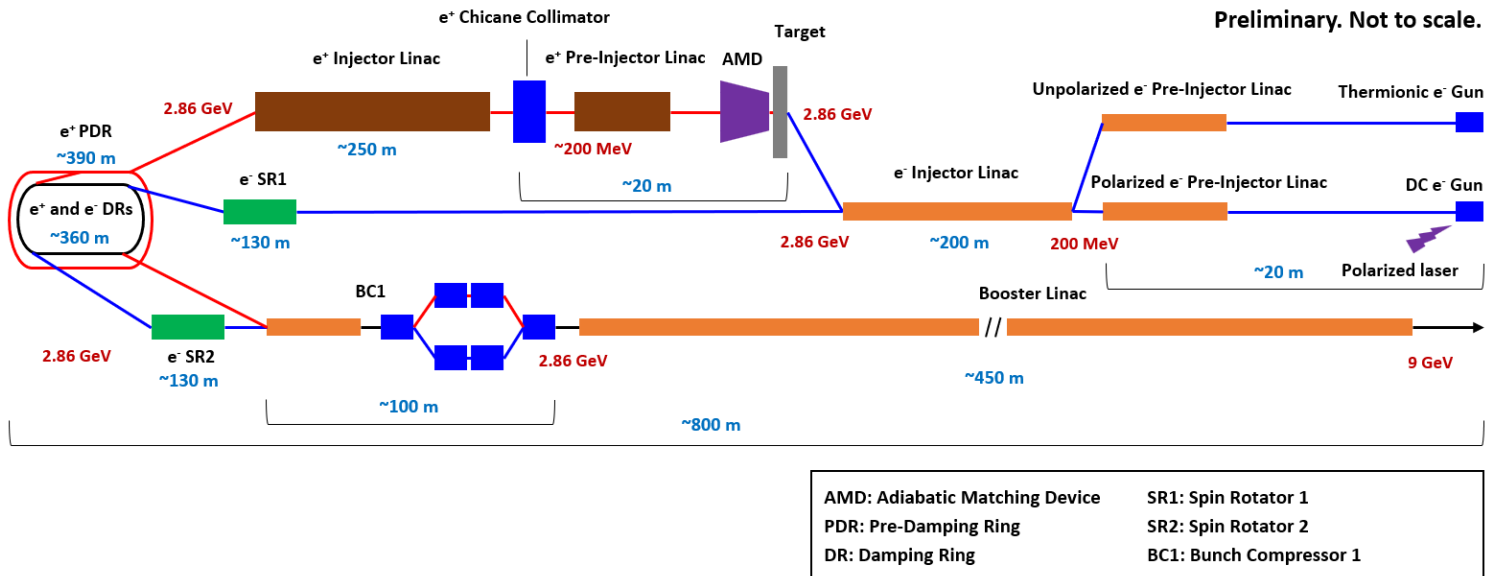 Preliminary. Not to scale.
e⁺ Chicane Collimator
Target
e⁺ Injector Linac
e⁺ Pre-Injector Linac
AMD
Unpolarized e⁻ Pre-Injector Linac
Thermionic e⁻ Gun
2.86 GeV
2.86 GeV
e⁺ PDR
~390 m
~250 m
~200 MeV
~20 m
e⁻ SR1
e⁻ Injector Linac
Polarized e⁻ Pre-Injector Linac
DC e⁻ Gun
e⁺ and e⁻ DRs
~360 m
~130 m
2.86 GeV
~200 m
200 MeV
~20 m
Polarized laser
BC1
Booster Linac
2.86 GeV
e⁻ SR2
~130 m
2.86 GeV
~450 m
9 GeV
~100 m
~800 m
AMD: Adiabatic Matching Device
SR1: Spin Rotator 1
PDR: Pre-Damping Ring
SR2: Spin Rotator 2
DR: Damping Ring
BC1: Bunch Compressor 1
//